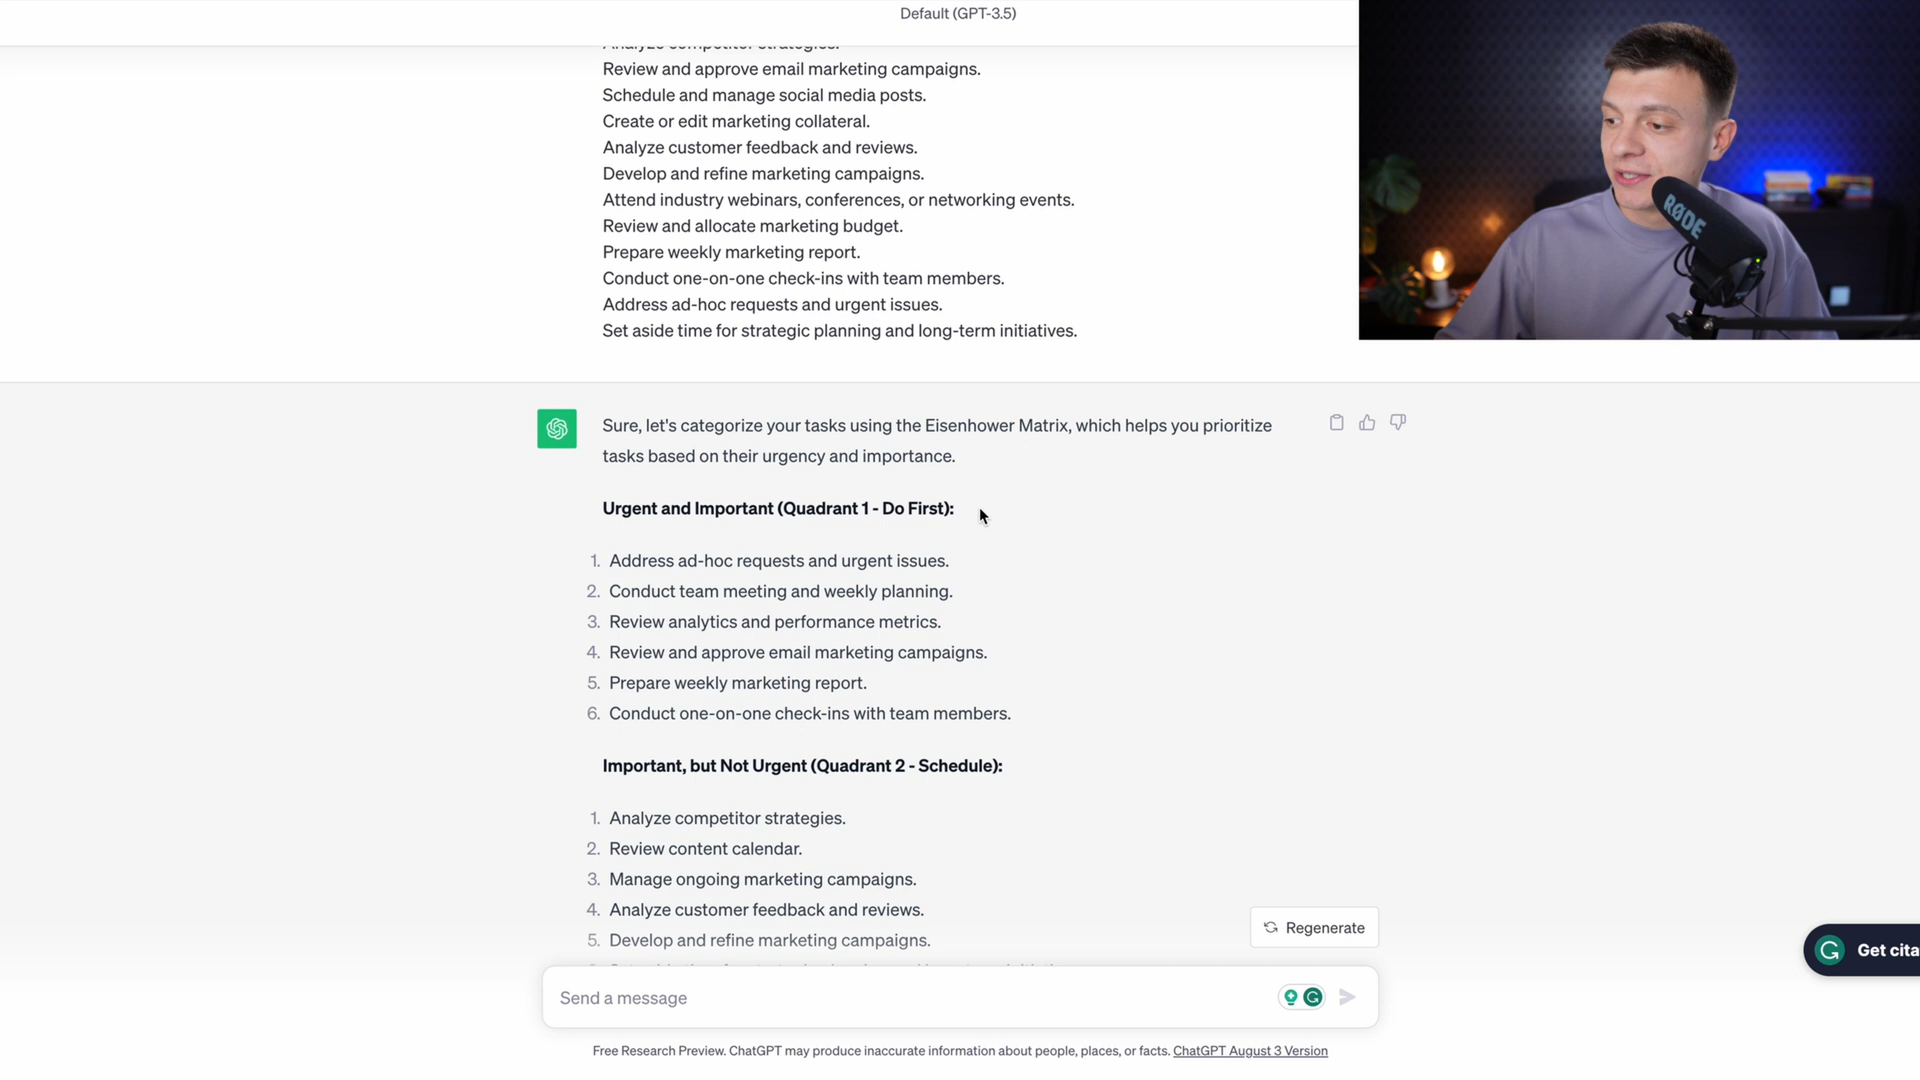 Default (GPT-3.5)
Analyze competitor strategies.
Review and approve email marketing campaigns.
Schedule and manage social media posts.
Create or edit marketing collateral.
Analyze customer feedback and reviews.
Develop and refine marketing campaigns.
Attend industry webinars, conferences, or networking events.
Review and allocate marketing budget.
Prepare weekly marketing report.
Conduct one-on-one check-ins with team members.
Address ad-hoc requests and urgent issues.
Set aside time for strategic planning and long-term initiatives.
RØDE
Sure, let's categorize your tasks using the Eisenhower Matrix, which helps you prioritize
tasks based on their urgency and importance.
Urgent and Important (Quadrant 1 - Do First):
1. Address ad-hoc requests and urgent issues.
2. Conduct team meeting and weekly planning.
3. Review analytics and performance metrics.
4. Review and approve email marketing campaigns.
5. Prepare weekly marketing report.
6. Conduct one-on-one check-ins with team members.
Important, but Not Urgent (Quadrant 2 - Schedule):
1. Analyze competitor strategies.
2. Review content calendar.
3. Manage ongoing marketing campaigns.
4. Analyze customer feedback and reviews.
5. Develop and refine marketing campaigns.
Regenerate
Get cita
Send a message
Free Research Preview. ChatGPT may produce inaccurate information about people, places, or facts. ChatGPT August 3 Version